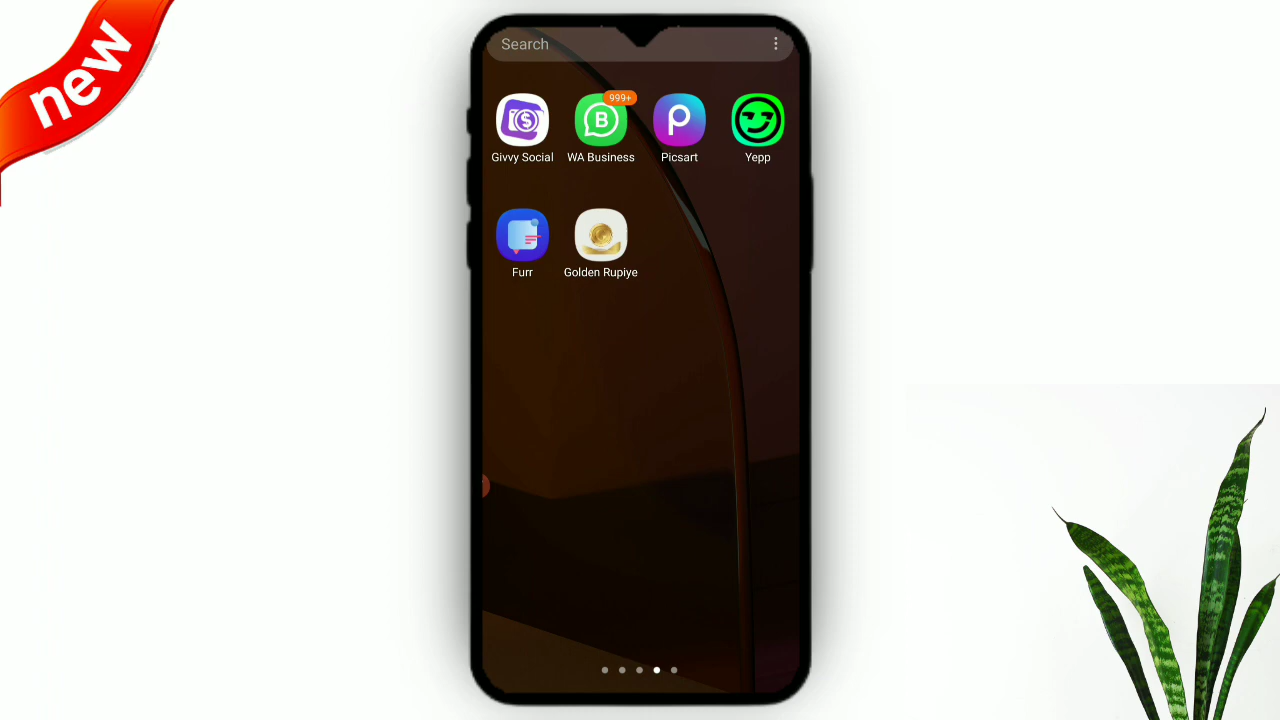 new
Search
999+
Givvy Social
WA Business
Picsart
Yepp
Furr
Golden Rupiye